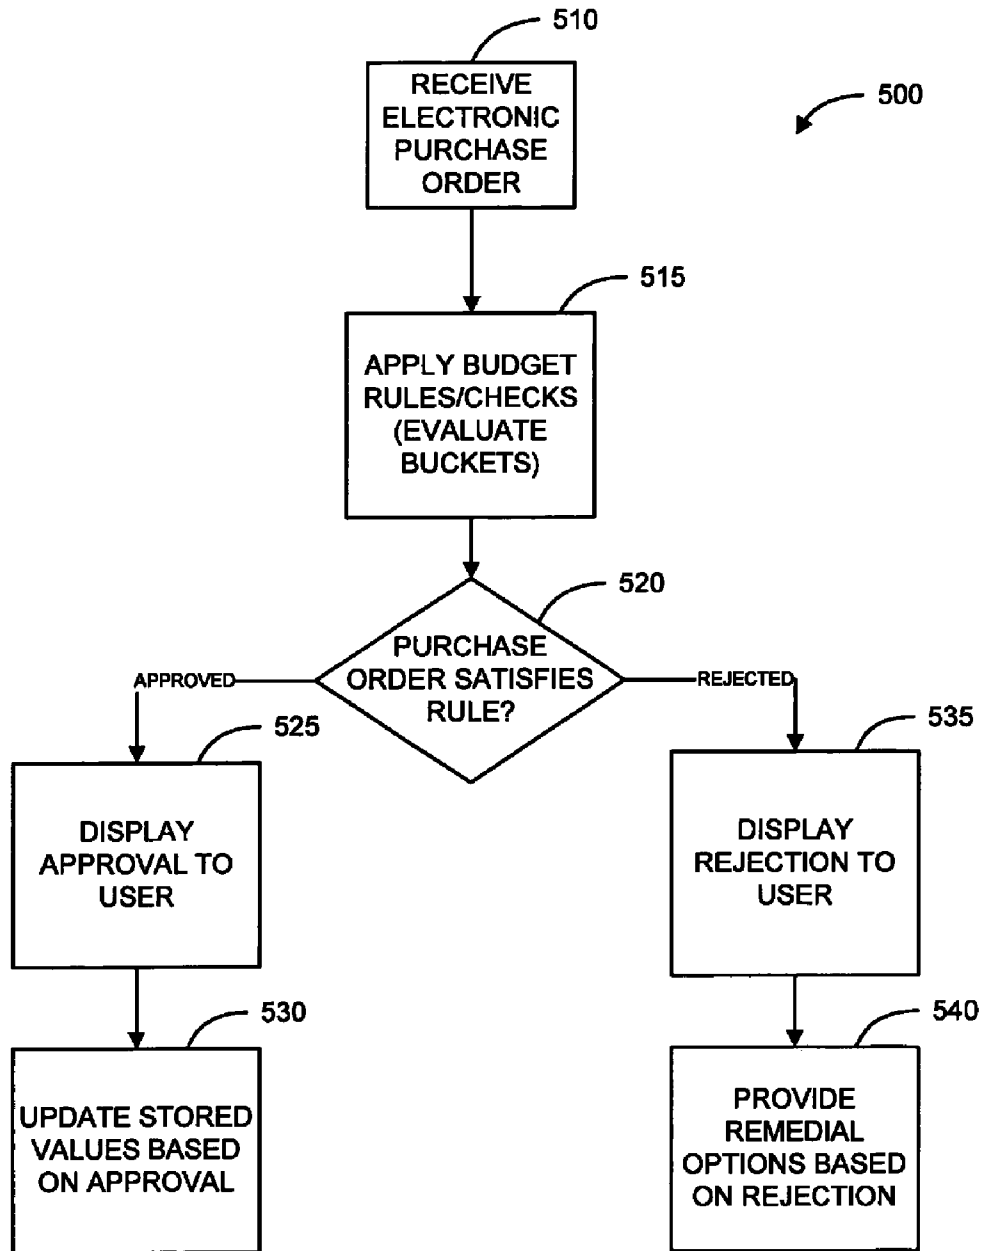 510
RECEIVE
ELECTRONIC
PURCHASE
ORDER
500
515
APPLY BUDGET
RULES/CHECKS
(EVALUATE
BUCKETS)
520
PURCHASE
ORDER SATISFIES
RULE?
APPROVED
REJECTED
525
DISPLAY
APPROVAL TO
USER
535
DISPLAY
REJECTION TO
USER
530
UPDATE STORED
VALUES BASED
ON APPROVAL
540
PROVIDE
REMEDIAL
OPTIONS BASED
ON REJECTION